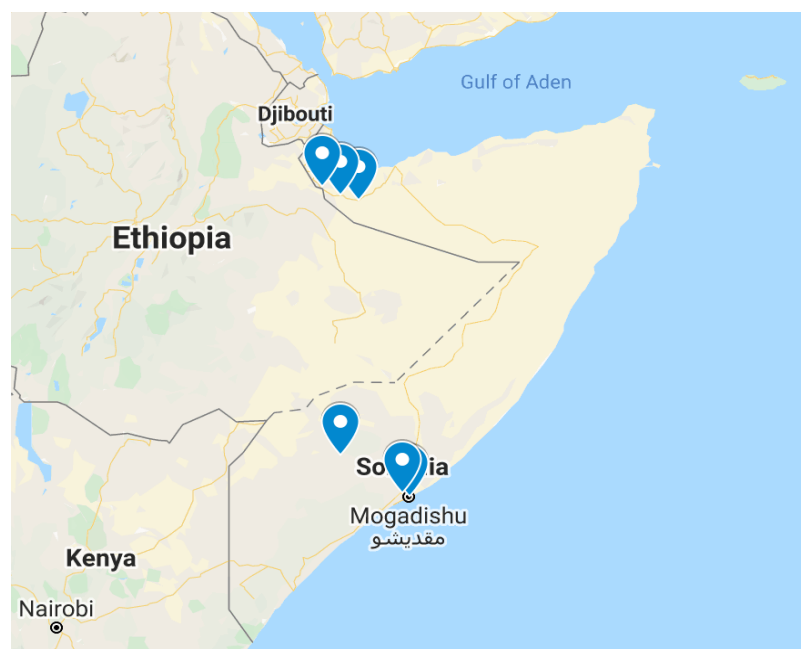 Gulf of Aden
Djibouti
Ethiopia
Mogadishu
مقديشو
Kenya
Nairobi